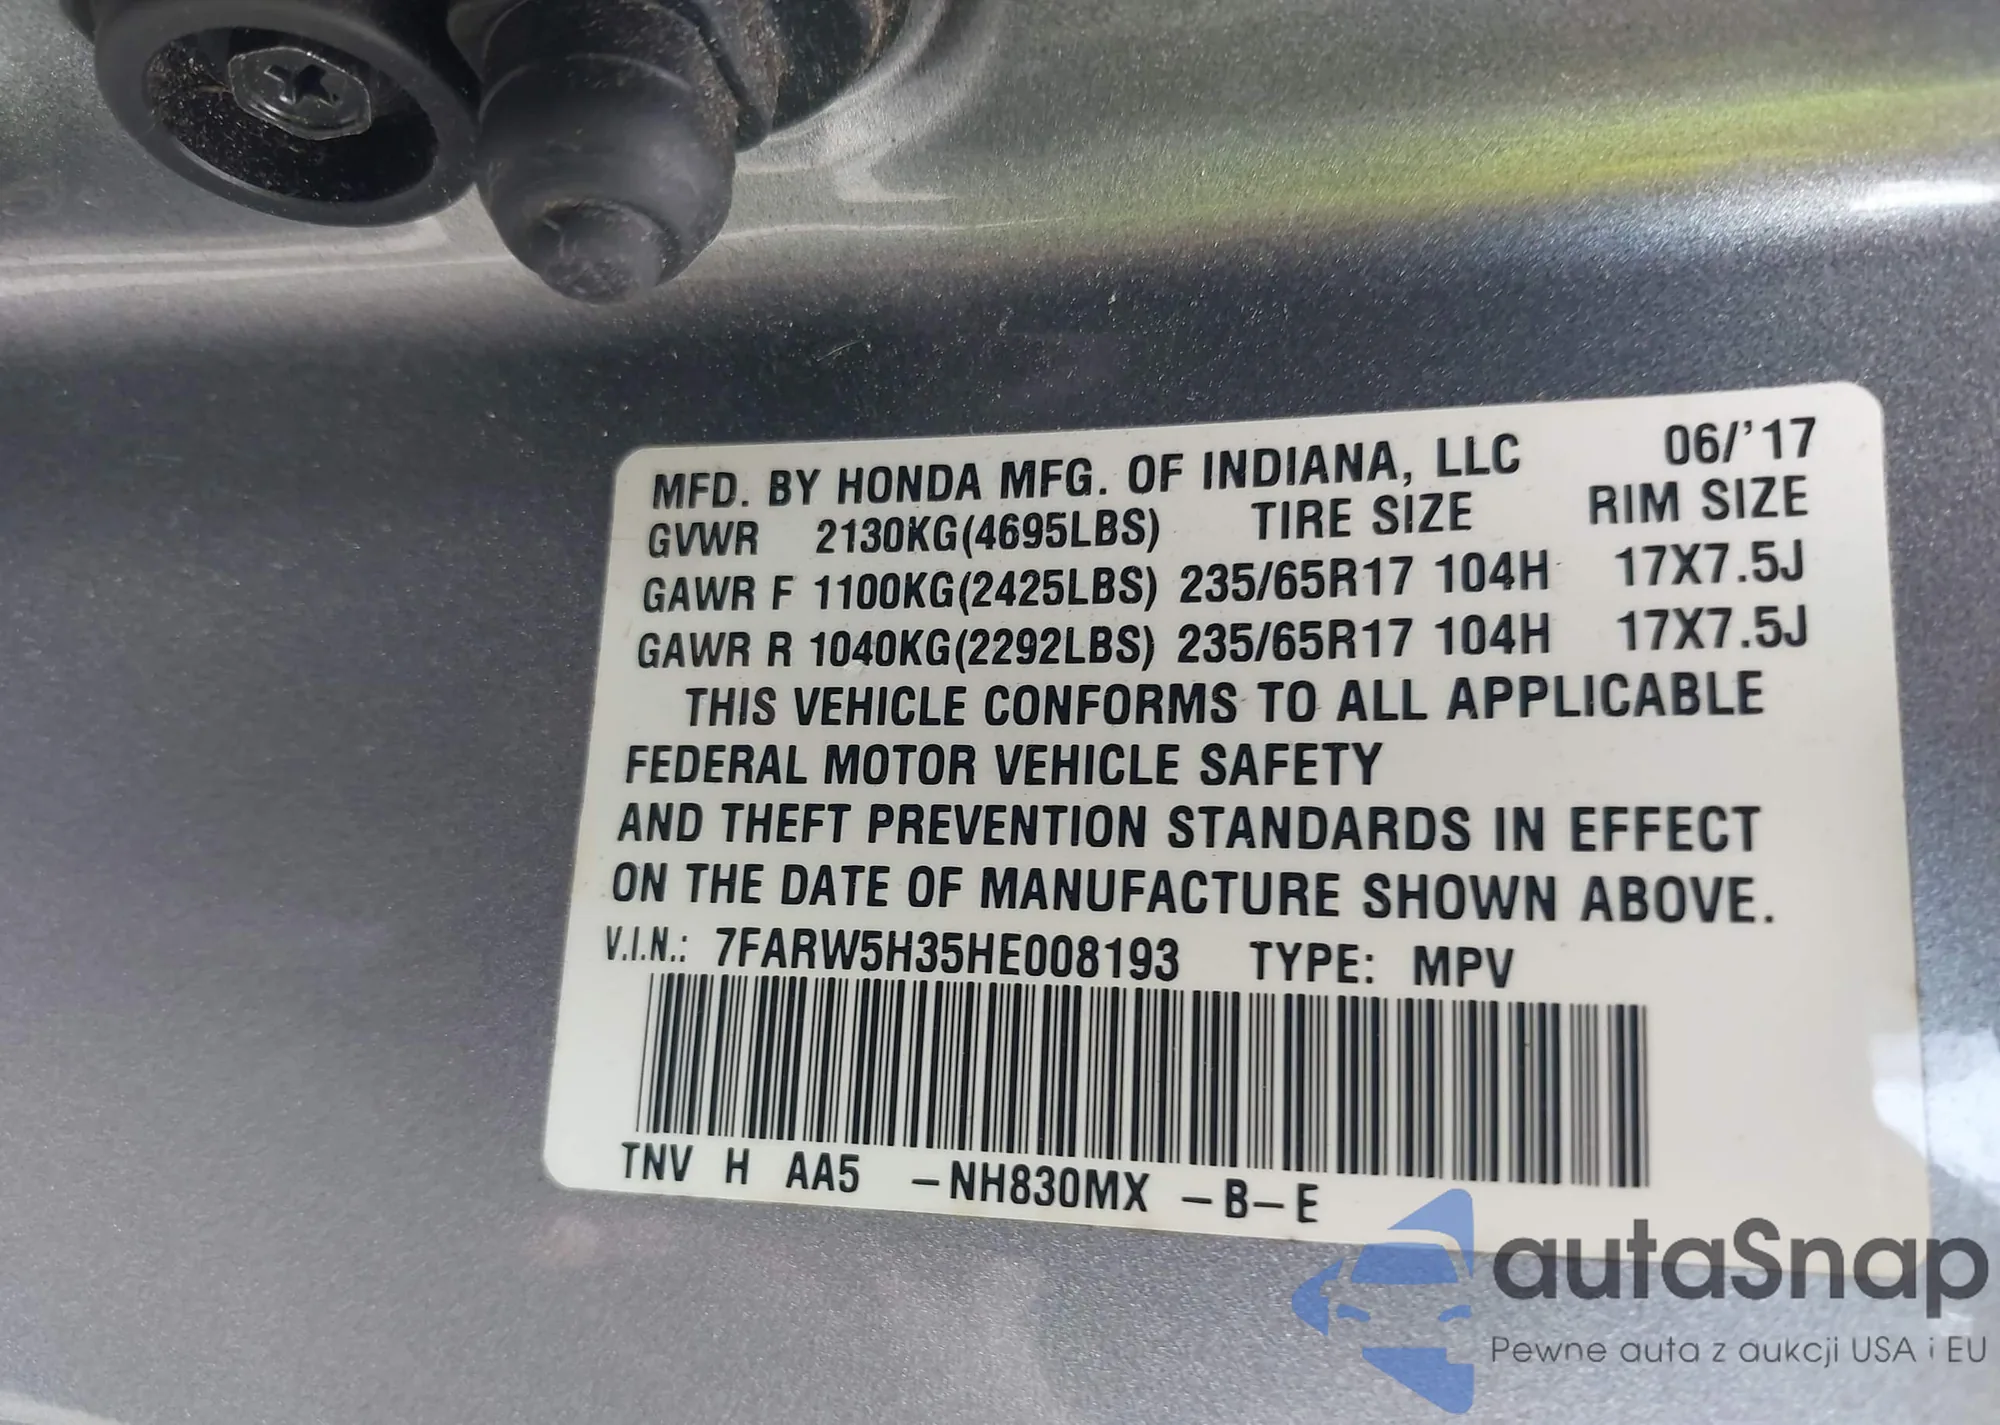 MFD. BY HONDA MFG. OF INDIANA, LLC 06/'17
GVWR 2130KG(4695LBS) TIRE SIZE RIM SIZE
GAWR F 1100KG(2425LBS) 235/65R17 104H 17X7.5J
GAWR R 1040KG(2292LBS) 235/65R17 104H 17X7.5J
THIS VEHICLE CONFORMS TO ALL APPLICABLE
FEDERAL MOTOR VEHICLE SAFETY
AND THEFT PREVENTION STANDARDS IN EFFECT
ON THE DATE OF MANUFACTURE SHOWN ABOVE.
V.I.N.: 7FARW5H35HE008193 TYPE: MPV
TNV H AA5 -NH830MX -B-E
autaSnap
Pewne auta z aukcji USA i EU